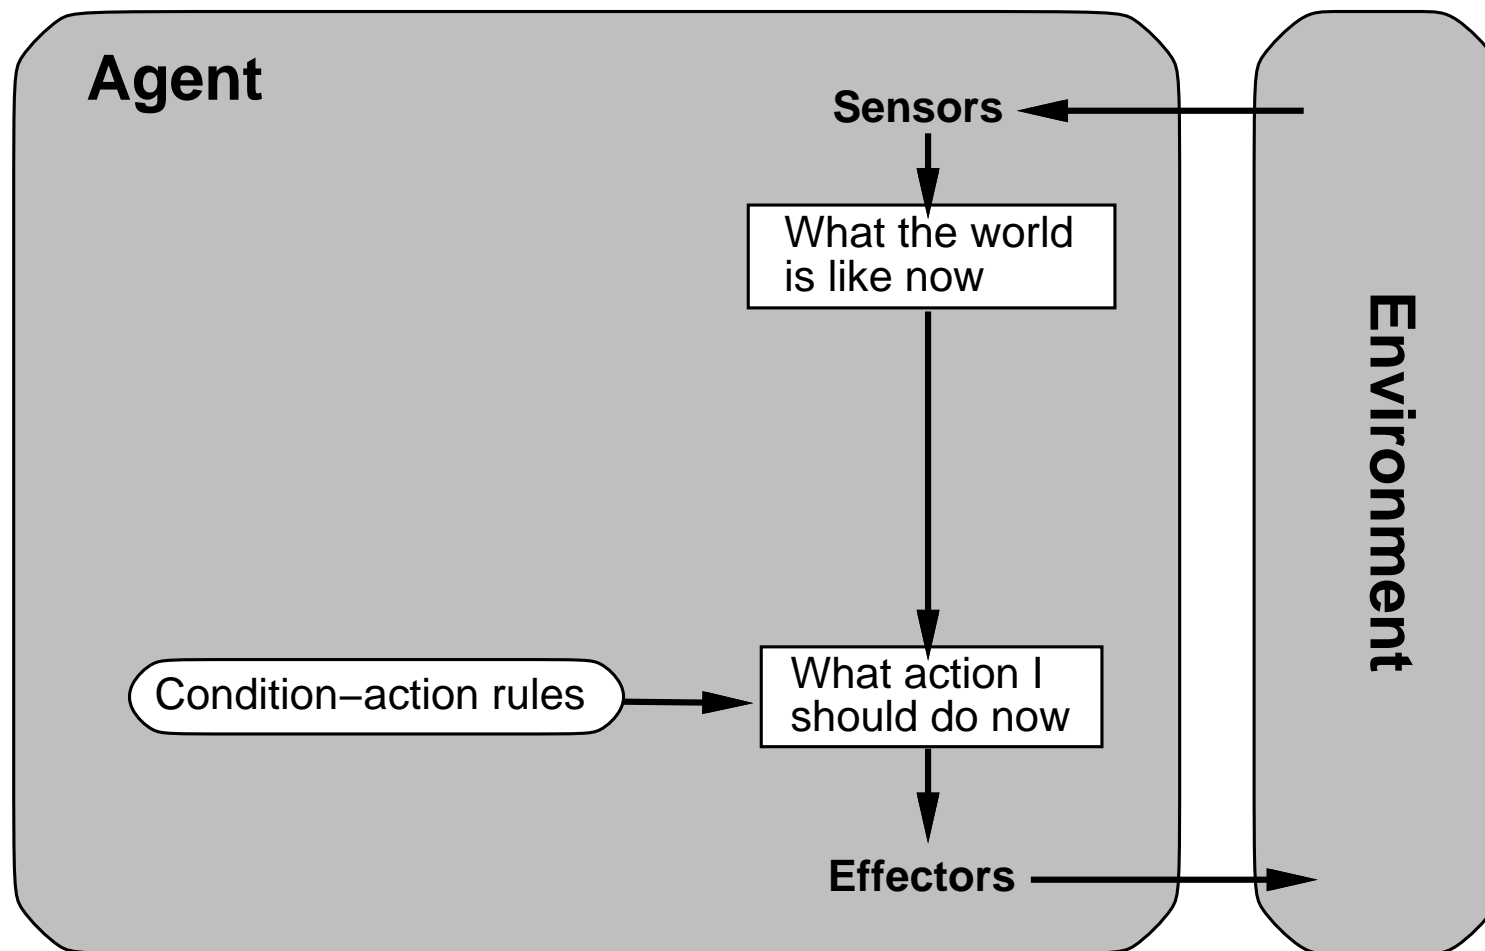 Agent
Sensors
What the world
is like now
Environment
Condition−action rules
What action I
should do now
Effectors